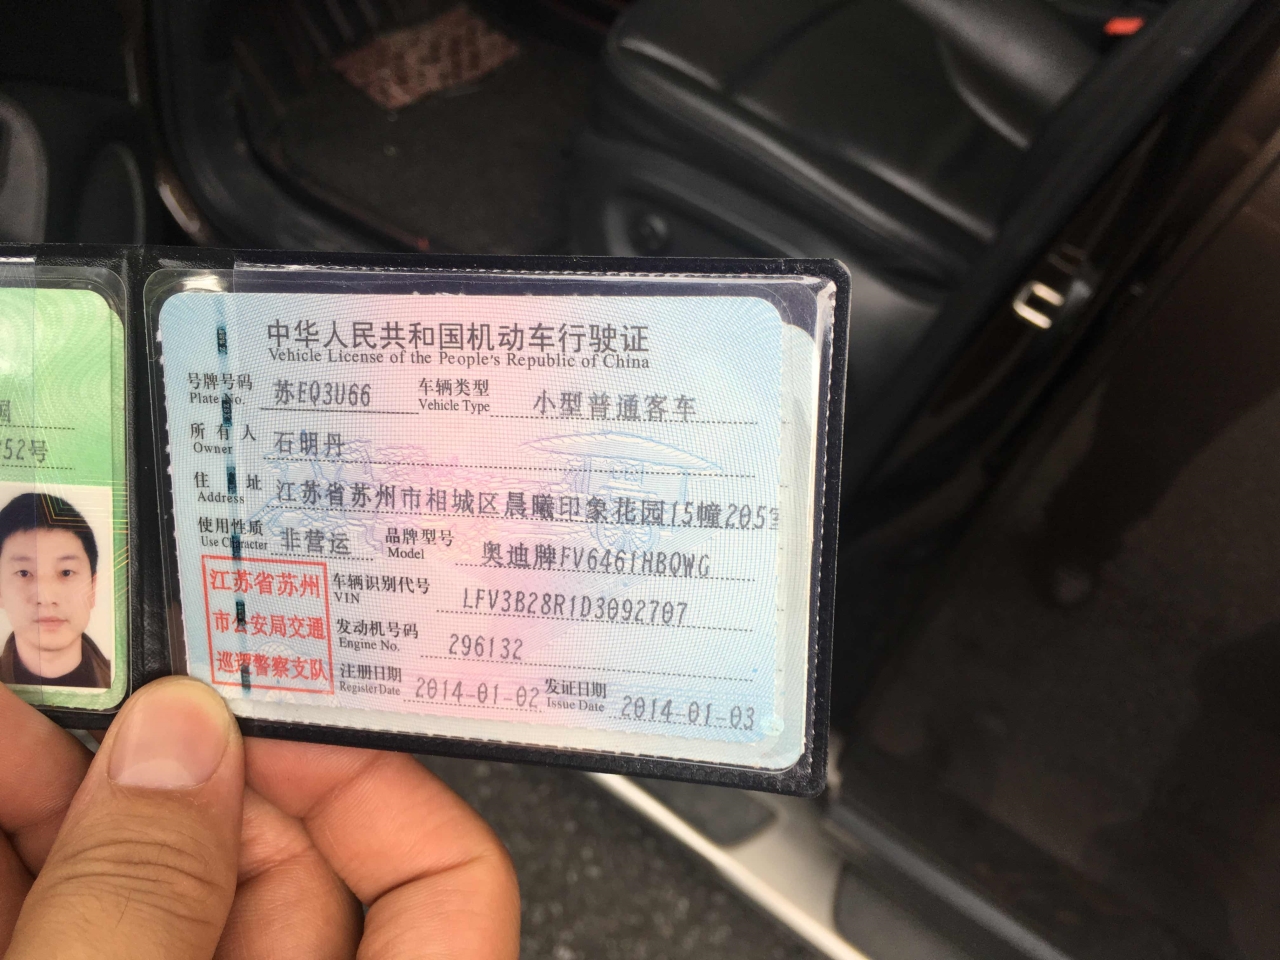 中华人民共和国机动车行驶证
Vehicle License of the People's Republic of China
号牌号码 苏EQ3U66 车辆类型 小型普通客车
Plate No. Vehicle Type
所有人 石明丹
Owner
住址 江苏省苏州市相城区晨曦印象花园15幢205室
Address
使用性质 非营运 品牌型号 奥迪牌FV6461HBQWG
Use Character Model
江苏省苏州
市公安局交通
巡逻警察支队
车辆识别代号 LFV3B28R1D3092707
VIN
发动机号码 296132
Engine No.
注册日期 2014-01-02 发证日期 2014-01-03
Register Date Issue Date
52号